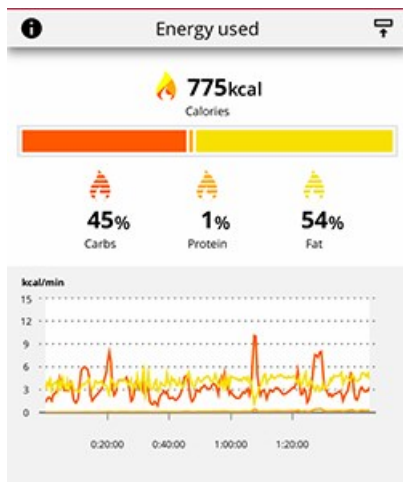 Energy used
775kcal
Calories
45% 1% 54%
Carbs Protein Fat
kcal/min
15
12
9
6
3
0
0:20:00 0:40:00 1:00:00 1:20:00